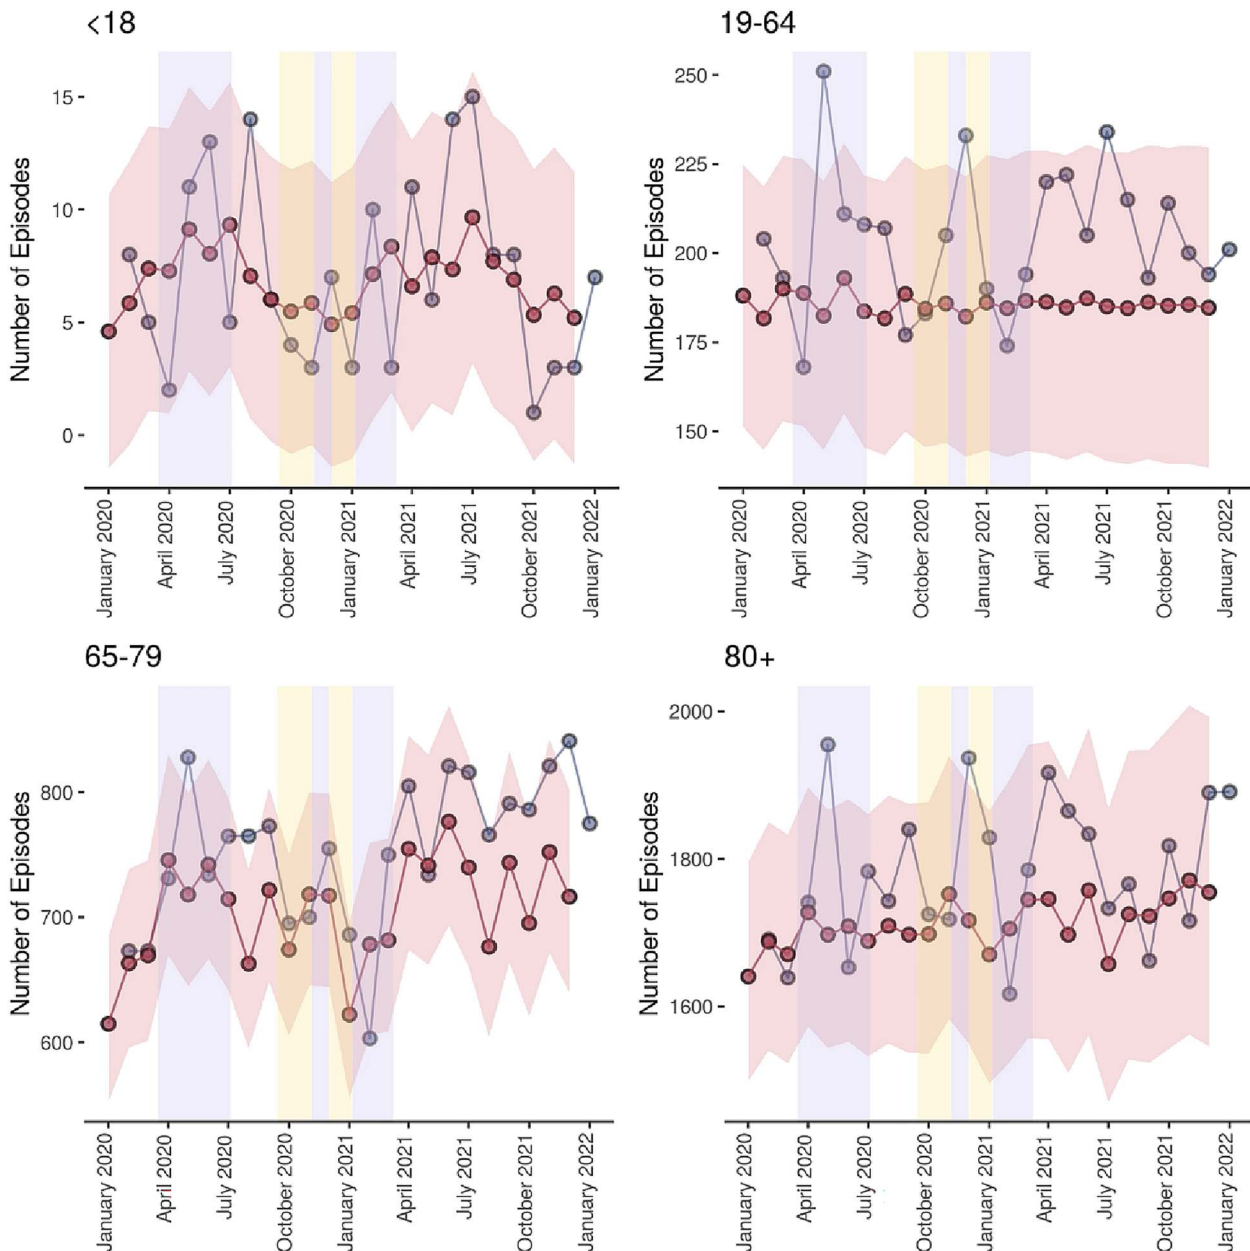 <18
19-64
Number of Episodes
15
10
5
0
January 2020
April 2020
July 2020
October 2020
January 2021
April 2021
July 2021
October 2021
January 2022
Number of Episodes
250
225
200
175
150
January 2020
April 2020
July 2020
October 2020
January 2021
April 2021
July 2021
October 2021
January 2022
65-79
80+
Number of Episodes
800
700
600
January 2020
April 2020
July 2020
October 2020
January 2021
April 2021
July 2021
October 2021
January 2022
Number of Episodes
2000
1800
1600
January 2020
April 2020
July 2020
October 2020
January 2021
April 2021
July 2021
October 2021
January 2022